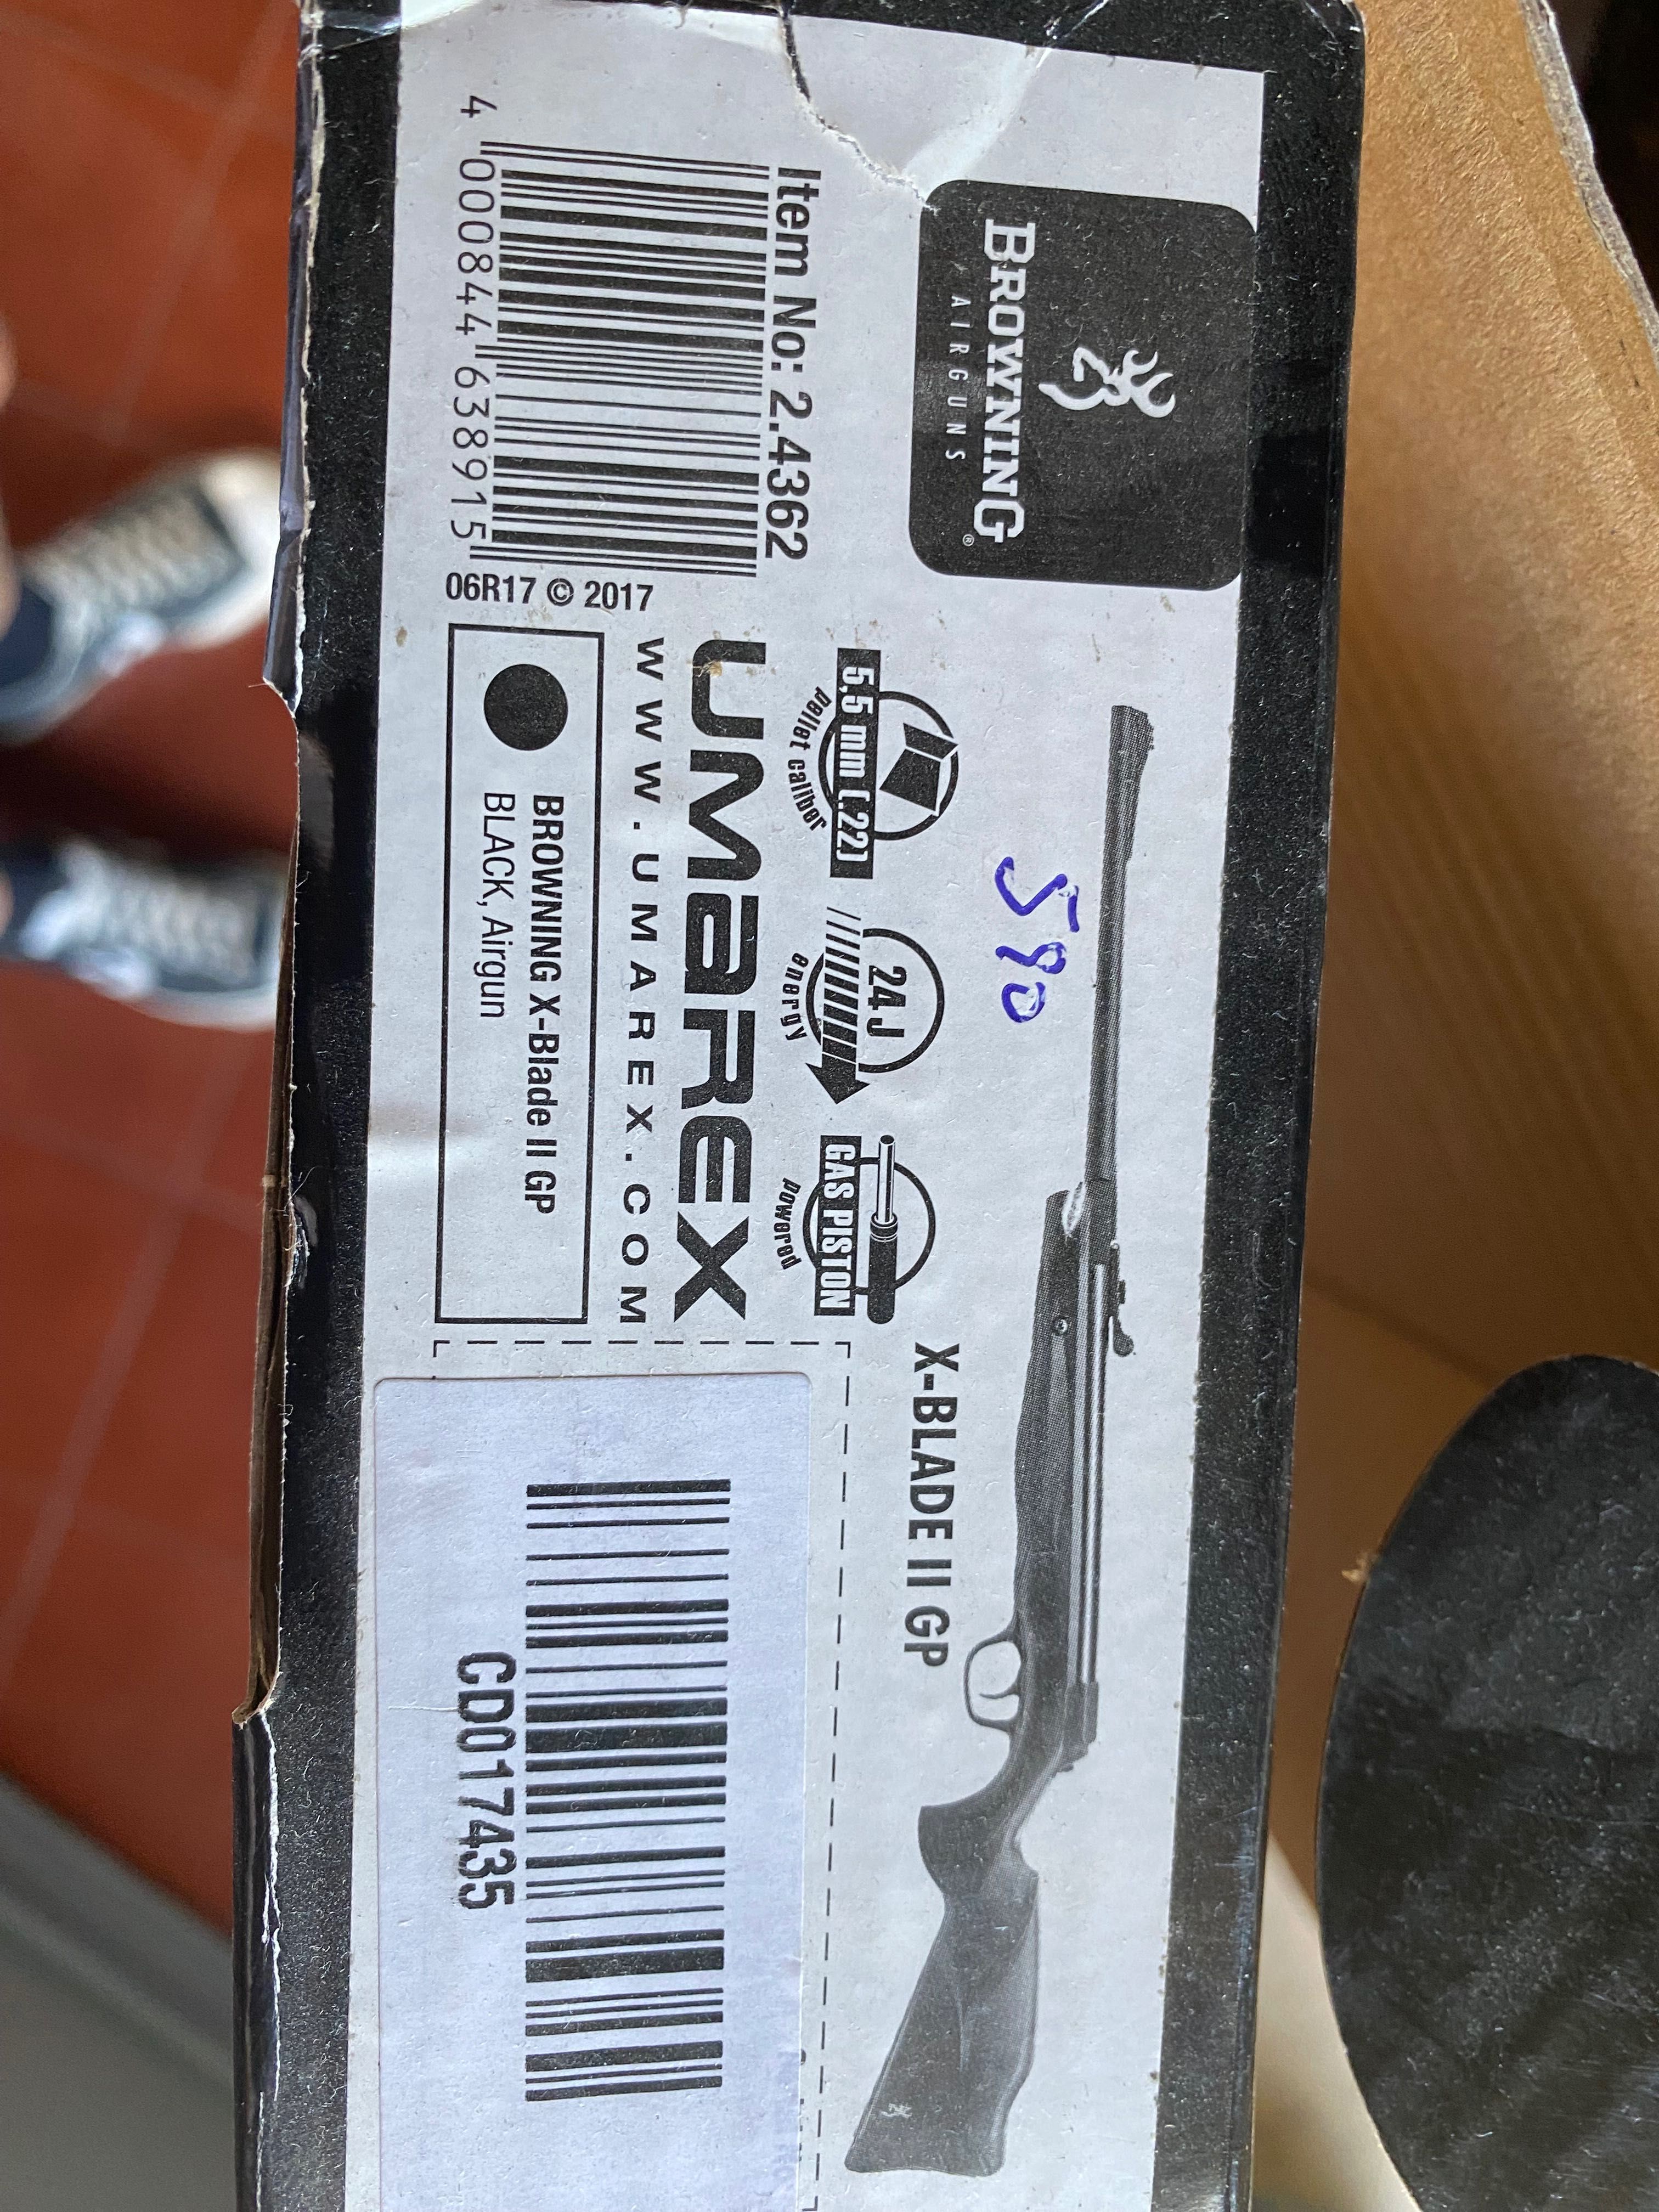 BROWNING®
AIRGUNS
590
X-BLADE II GP
5,5 mm [.22]
pellet caliber
24 J
energy
GAS PISTON
powered
Item No: 2.4362
4 000844 638915
06R17 © 2017
UMAREX
WWW.UMAREX.COM
BROWNING X-Blade II GP
BLACK, Airgun
CD017435